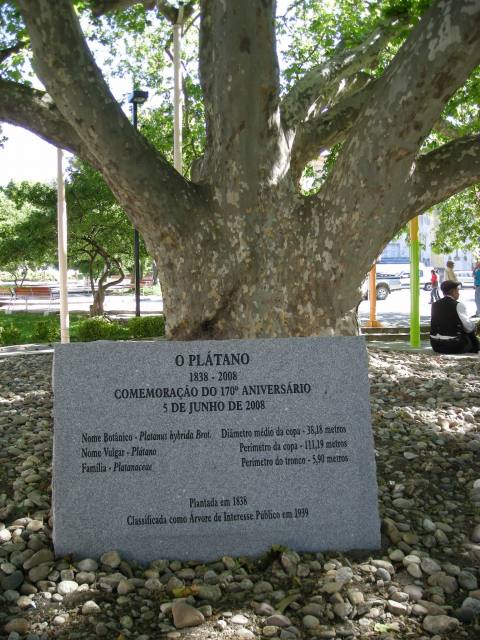 O PLÁTANO
1838 - 2008
COMEMORAÇÃO DO 170º ANIVERSÁRIO
5 DE JUNHO DE 2008
Nome Botânico - Platanus hybrida Brot. Diâmetro médio da copa - 38,18 metros
Nome Vulgar - Plátano Perímetro da copa - 111,19 metros
Família - Platanaceae Perímetro do tronco - 5,90 metros
Plantada em 1838
Classificada como Árvore de Interesse Público em 1939